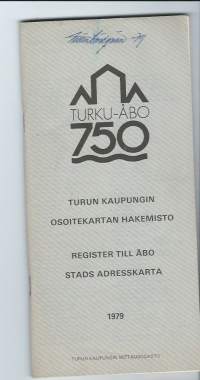 TURKU-ÅBO
750
TURUN KAUPUNGIN
OSOITEKARTAN HAKEMISTO
REGISTER TILL ÅBO
STADS ADRESSKARTA
1979
TURUN KAUPUNGIN MITTAUSOSASTO